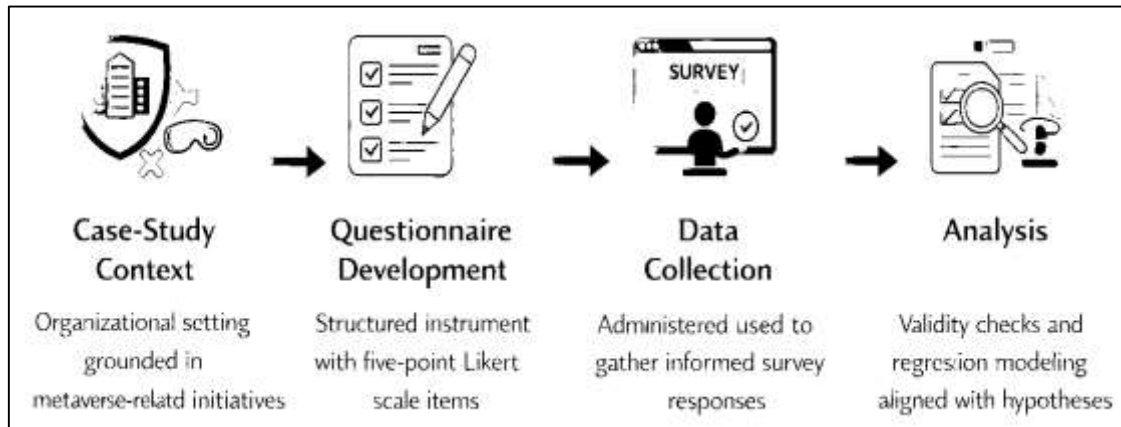 SURVEY
Case-Study
Context
Organizational setting
grounded in
metaverse-relatd initiatives
Questionnaire
Development
Structured instrument
with five-point Likert
scale items
Data
Collection
Administered used to
gather informed survey
responses
Analysis
Validity checks and
regression modeling
aligned with hypotheses